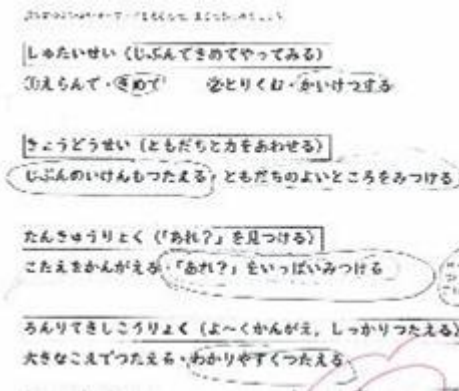 しゅたいせい（じぶんできめてやってみる）
①えらんで・きめて ②とりくむ・かいけつする
きょうどうせい（ともだちと力をあわせる）
じぶんのいけんもつたえる・ともだちのよいところをみつける
たんきゅうりょく（「あれ？」を見つける）
こたえをかんがえる・「あれ？」をいっぱいみつける
ろんりてきしこうりょく（よ～くかんがえ，しっかりつたえる）
大きなこえでつたえる・わかりやすくつたえる